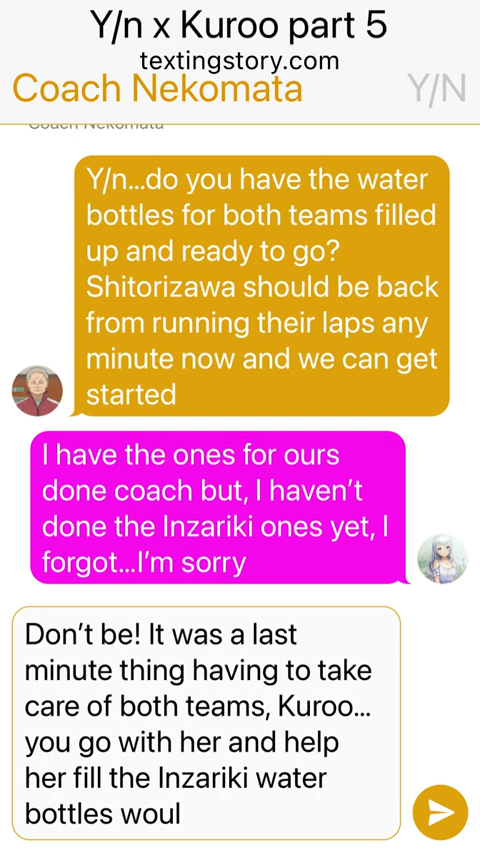 Y/n x Kuroo part 5
textingstory.com
Coach Nekomata
Y/N
Coach Nekomata
Y/n...do you have the water
bottles for both teams filled
up and ready to go?
Shitorizawa should be back
from running their laps any
minute now and we can get
started
I have the ones for ours
done coach but, I haven't
done the Inzariki ones yet, I
forgot...I'm sorry
Don't be! It was a last
minute thing having to take
care of both teams, Kuroo...
you go with her and help
her fill the Inzariki water
bottles woul